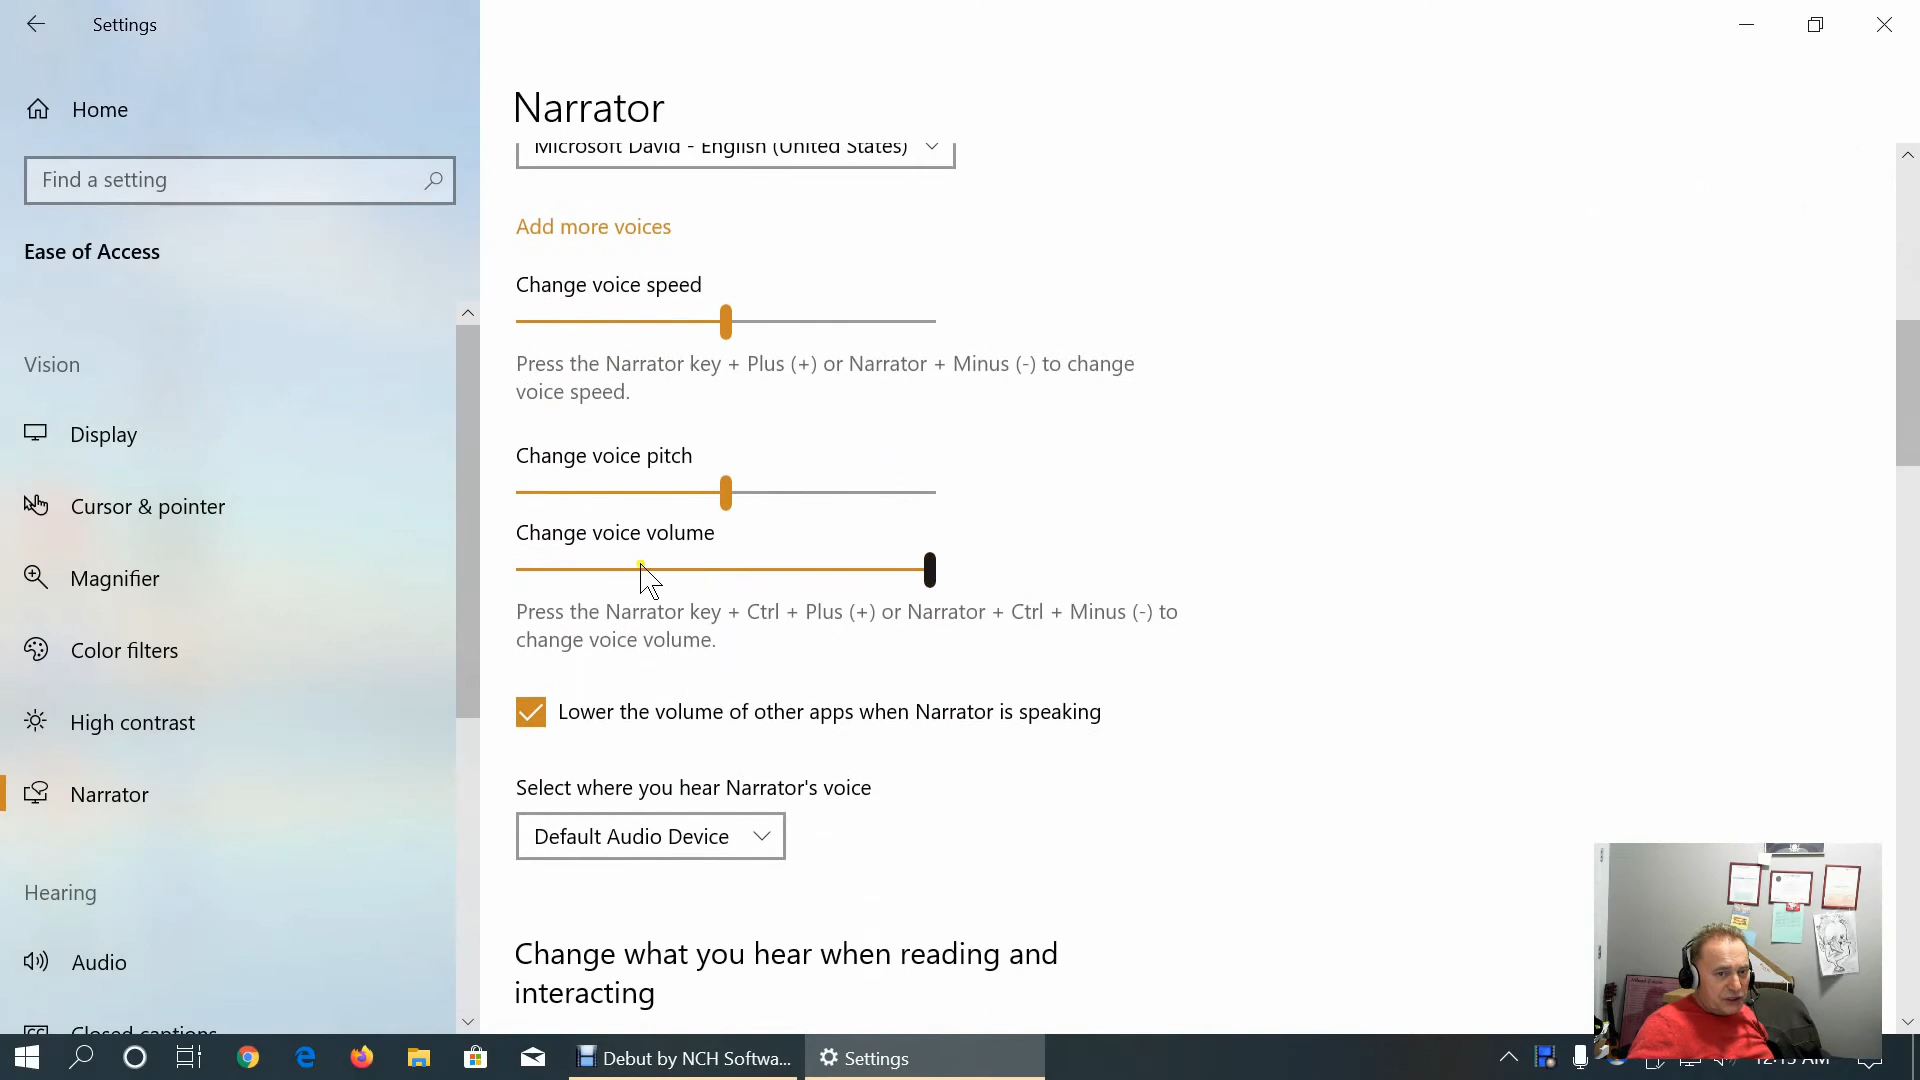 Settings
Home
Find a setting
Ease of Access
Vision
Display
Cursor & pointer
Magnifier
Color filters
High contrast
Narrator
Hearing
Audio
Closed captions
Narrator
Microsoft David - English (United States)
Add more voices
Change voice speed
Press the Narrator key + Plus (+) or Narrator + Minus (-) to change
voice speed.
Change voice pitch
Change voice volume
Press the Narrator key + Ctrl + Plus (+) or Narrator + Ctrl + Minus (-) to
change voice volume.
Lower the volume of other apps when Narrator is speaking
Select where you hear Narrator's voice
Default Audio Device
Change what you hear when reading and
interacting
Debut by NCH Softwa...
Settings